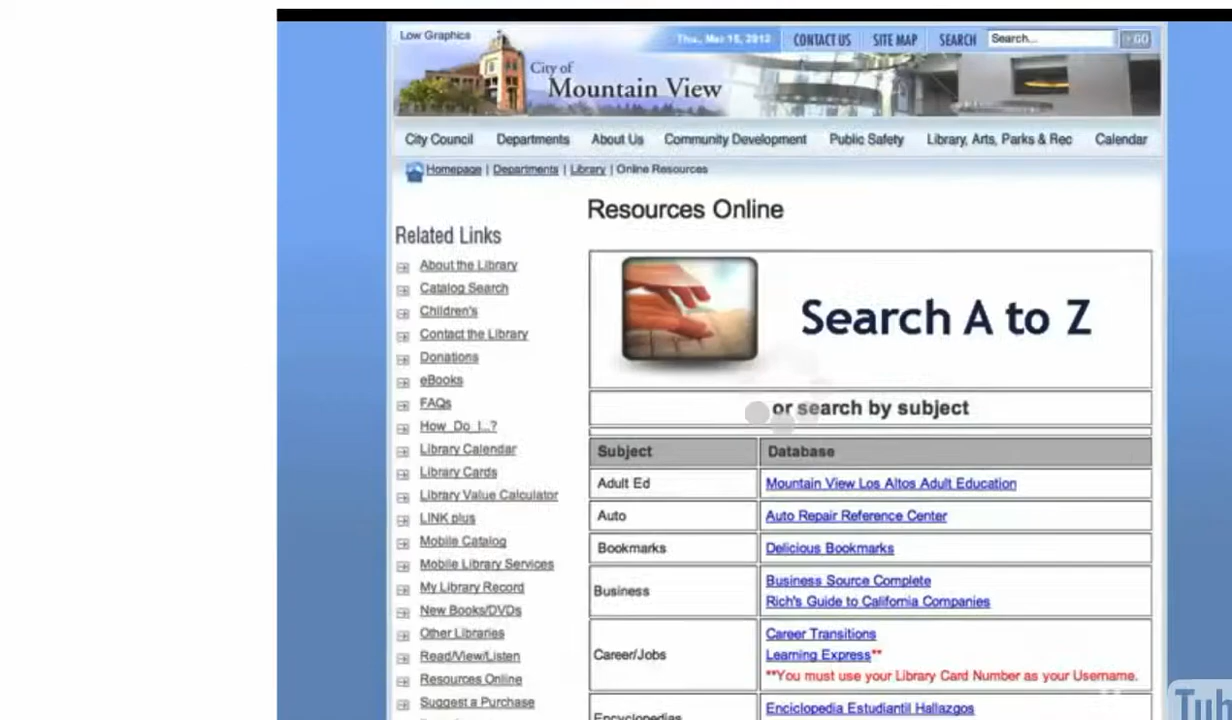 Low Graphics
Thu, Mar 15, 2012
CONTACT US
SITE MAP
SEARCH
Search...
GO
City of
Mountain View
City Council
Departments
About Us
Community Development
Public Safety
Library, Arts, Parks & Rec
Calendar
Homepage | Departments | Library | Online Resources
Resources Online
Related Links
About the Library
Catalog Search
Children's
Contact the Library
Donations
eBooks
FAQs
How Do I...?
Library Calendar
Library Cards
Library Value Calculator
LINK plus
Mobile Catalog
Mobile Library Services
My Library Record
New Books/DVDs
Other Libraries
Read/View/Listen
Resources Online
Suggest a Purchase
Search A to Z
or search by subject
Subject Database
Adult Ed Mountain View Los Altos Adult Education
Auto Auto Repair Reference Center
Bookmarks Delicious Bookmarks
Business Business Source Complete
Rich's Guide to California Companies
Career/Jobs Career Transitions
Learning Express**
**You must use your Library Card Number as your Username.
Encyclopedias Enciclopedia Estudiantil Hallazgos